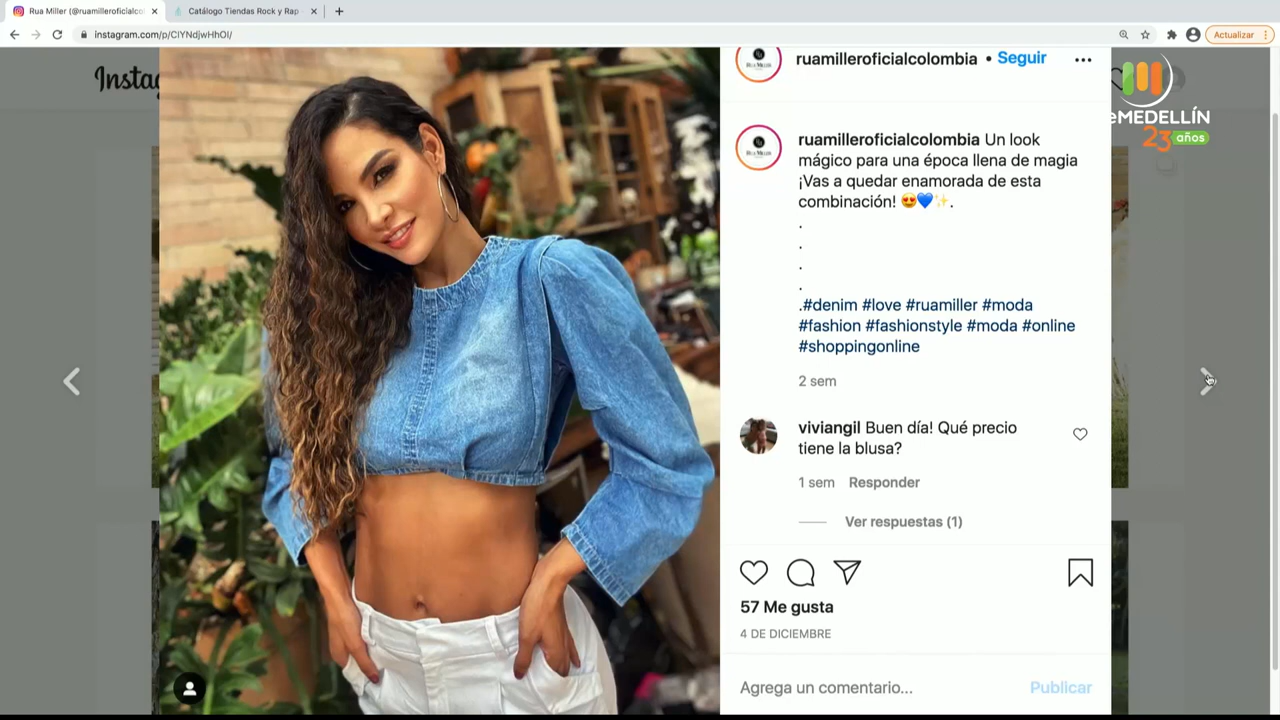 Rua Miller (@ruamilleroficialco
Catálogo Tiendas Rock y Rap
instagram.com/p/CIYNdjwHhOI/
Actualizar
Instag
ruamilleroficialcolombia • Seguir
eMEDELLÍN
23 años
ruamilleroficialcolombia Un look
mágico para una época llena de magia
¡Vas a quedar enamorada de esta
combinación! 😍💙✨.
.
.
.
.
.#denim #love #ruamiller #moda
#fashion #fashionstyle #moda #online
#shoppingonline
2 sem
viviangil Buen día! Qué precio
tiene la blusa?
1 sem Responder
Ver respuestas (1)
57 Me gusta
4 DE DICIEMBRE
Agrega un comentario...
Publicar